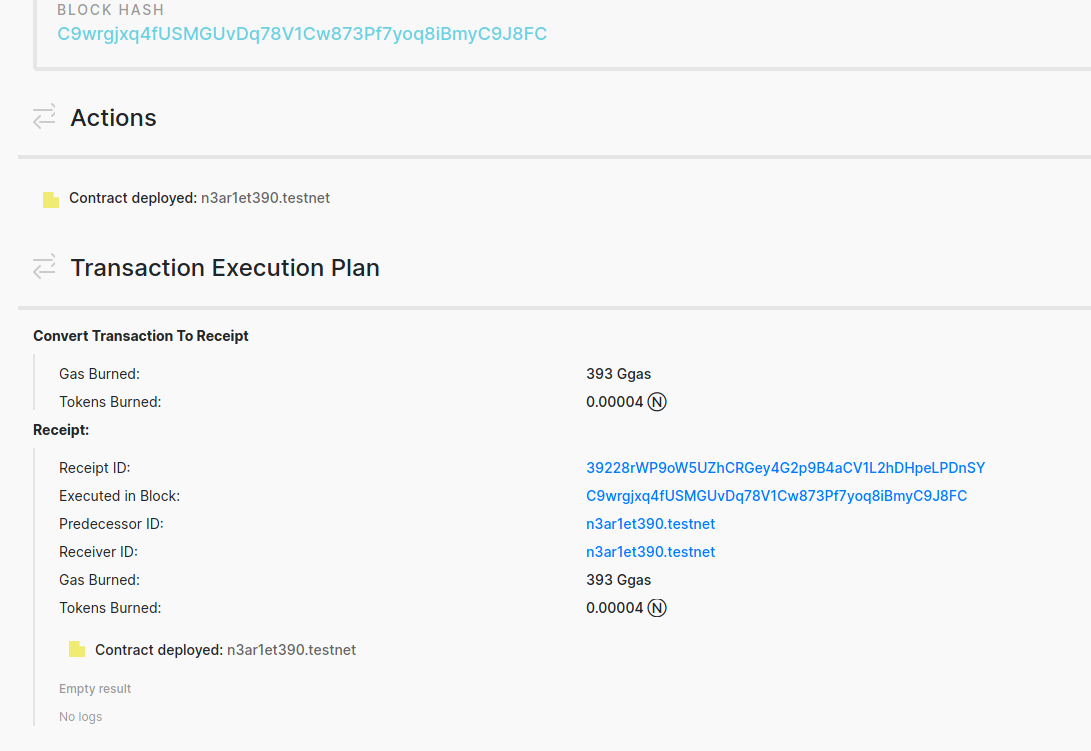 BLOCK HASH
C9wrgjxq4fUSMGUvDq78V1Cw873Pf7yoq8iBmyC9J8FC
Actions
Contract deployed: n3ar1et390.testnet
Transaction Execution Plan
Convert Transaction To Receipt
Gas Burned: 393 Ggas
Tokens Burned: 0.00004 Ⓝ
Receipt:
Receipt ID: 39228rWP9oW5UZhCRGey4G2p9B4aCV1L2hDHpeLPDnSY
Executed in Block: C9wrgjxq4fUSMGUvDq78V1Cw873Pf7yoq8iBmyC9J8FC
Predecessor ID: n3ar1et390.testnet
Receiver ID: n3ar1et390.testnet
Gas Burned: 393 Ggas
Tokens Burned: 0.00004 Ⓝ
Contract deployed: n3ar1et390.testnet
Empty result
No logs